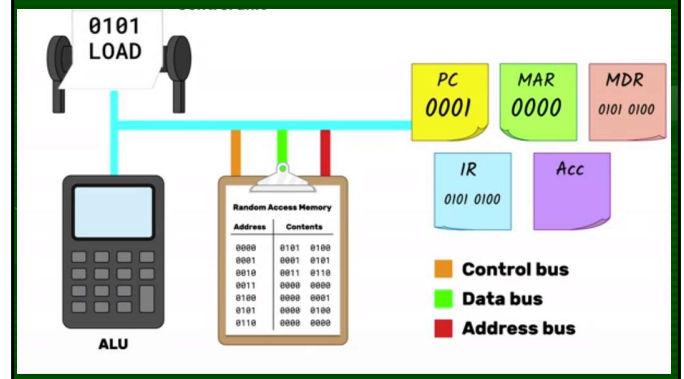 0101
LOAD
PC
0001
MAR
0000
MDR
0101 0100
IR
0101 0100
Acc
Random Access Memory
Address Contents
0000 0101 0100
0001 0001 0101
0010 0011 0110
0011 0000 0000
0100 0000 0001
0101 0000 0100
0110 0000 0000
ALU
Control bus
Data bus
Address bus